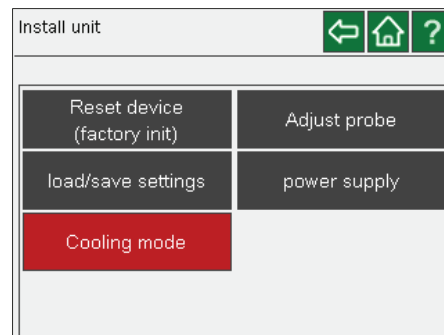 Install unit
?
Reset device
(factory init)
Adjust probe
load/save settings
power supply
Cooling mode